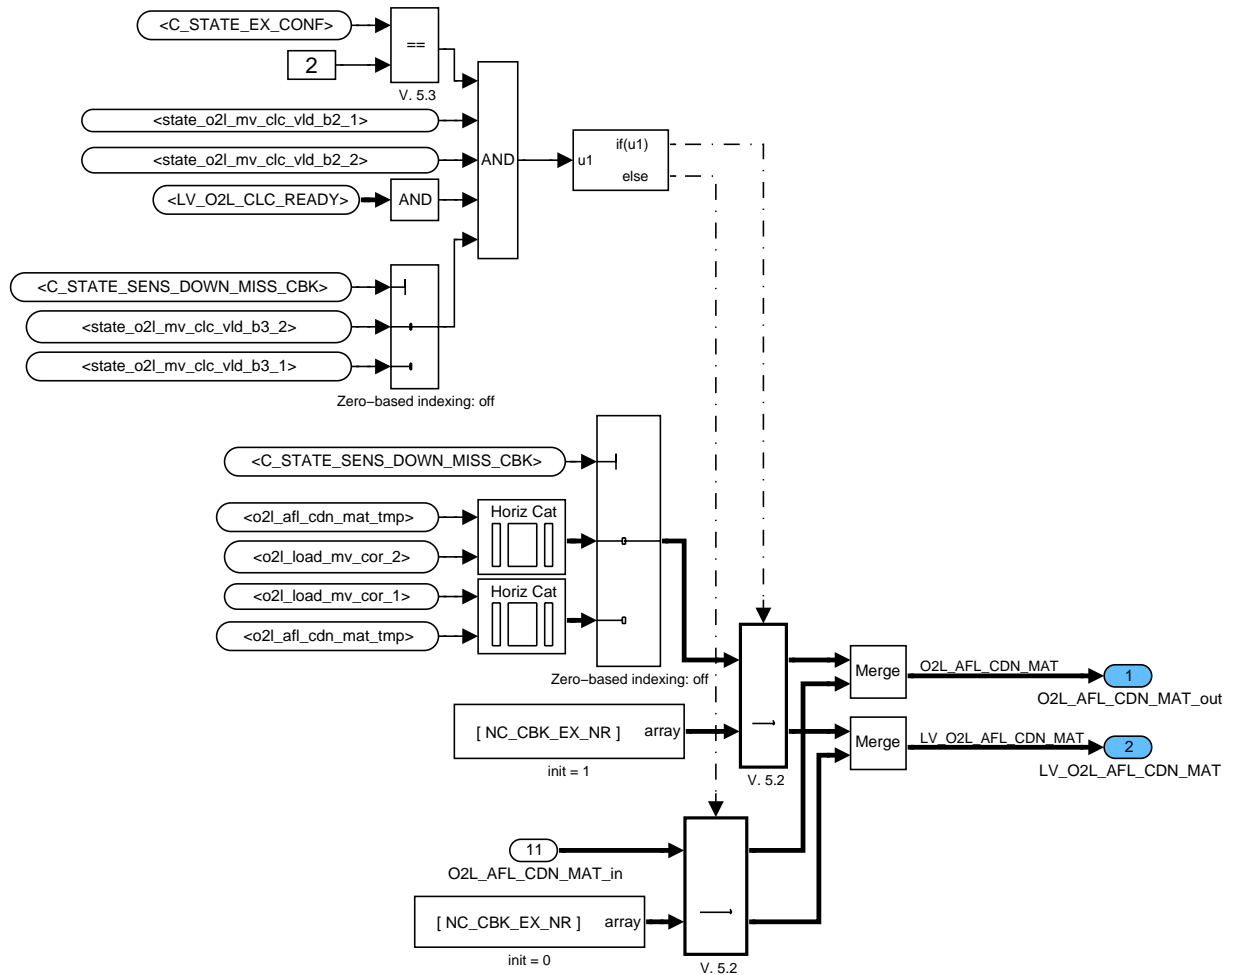 <C_STATE_EX_CONF>
==
2
V. 5.3
<state_o2l_mv_clc_vld_b2_1>
<state_o2l_mv_clc_vld_b2_2>
AND
u1
if(u1)
else
<LV_O2L_CLC_READY>
AND
<C_STATE_SENS_DOWN_MISS_CBK>
<state_o2l_mv_clc_vld_b3_2>
<state_o2l_mv_clc_vld_b3_1>
Zero−based indexing: off
<C_STATE_SENS_DOWN_MISS_CBK>
<o2l_afl_cdn_mat_tmp>
Horiz Cat
<o2l_load_mv_cor_2>
<o2l_load_mv_cor_1>
Horiz Cat
<o2l_afl_cdn_mat_tmp>
Zero−based indexing: off
Merge
O2L_AFL_CDN_MAT
1
O2L_AFL_CDN_MAT_out
[ NC_CBK_EX_NR ]
array
init = 1
Merge
LV_O2L_AFL_CDN_MAT
2
LV_O2L_AFL_CDN_MAT
V. 5.2
11
O2L_AFL_CDN_MAT_in
[ NC_CBK_EX_NR ]
array
init = 0
V. 5.2